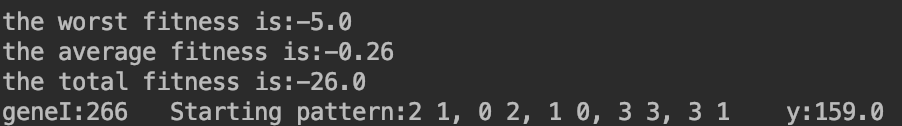 the worst fitness is:-5.0
the average fitness is:-0.26
the total fitness is:-26.0
geneI:266   Starting pattern:2 1, 0 2, 1 0, 3 3, 3 1    y:159.0